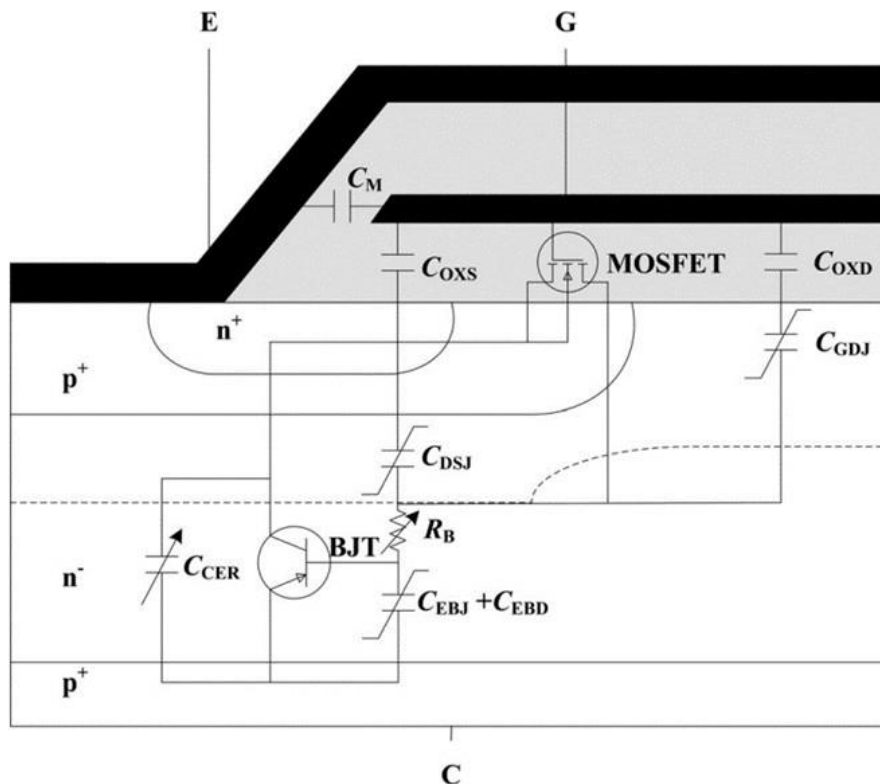 E
G
C_M
C_OXS
MOSFET
C_OXD
n⁺
C_GDJ
p⁺
C_DSJ
R_B
BJT
C_CER
n⁻
C_EBJ + C_EBD
p⁺
C